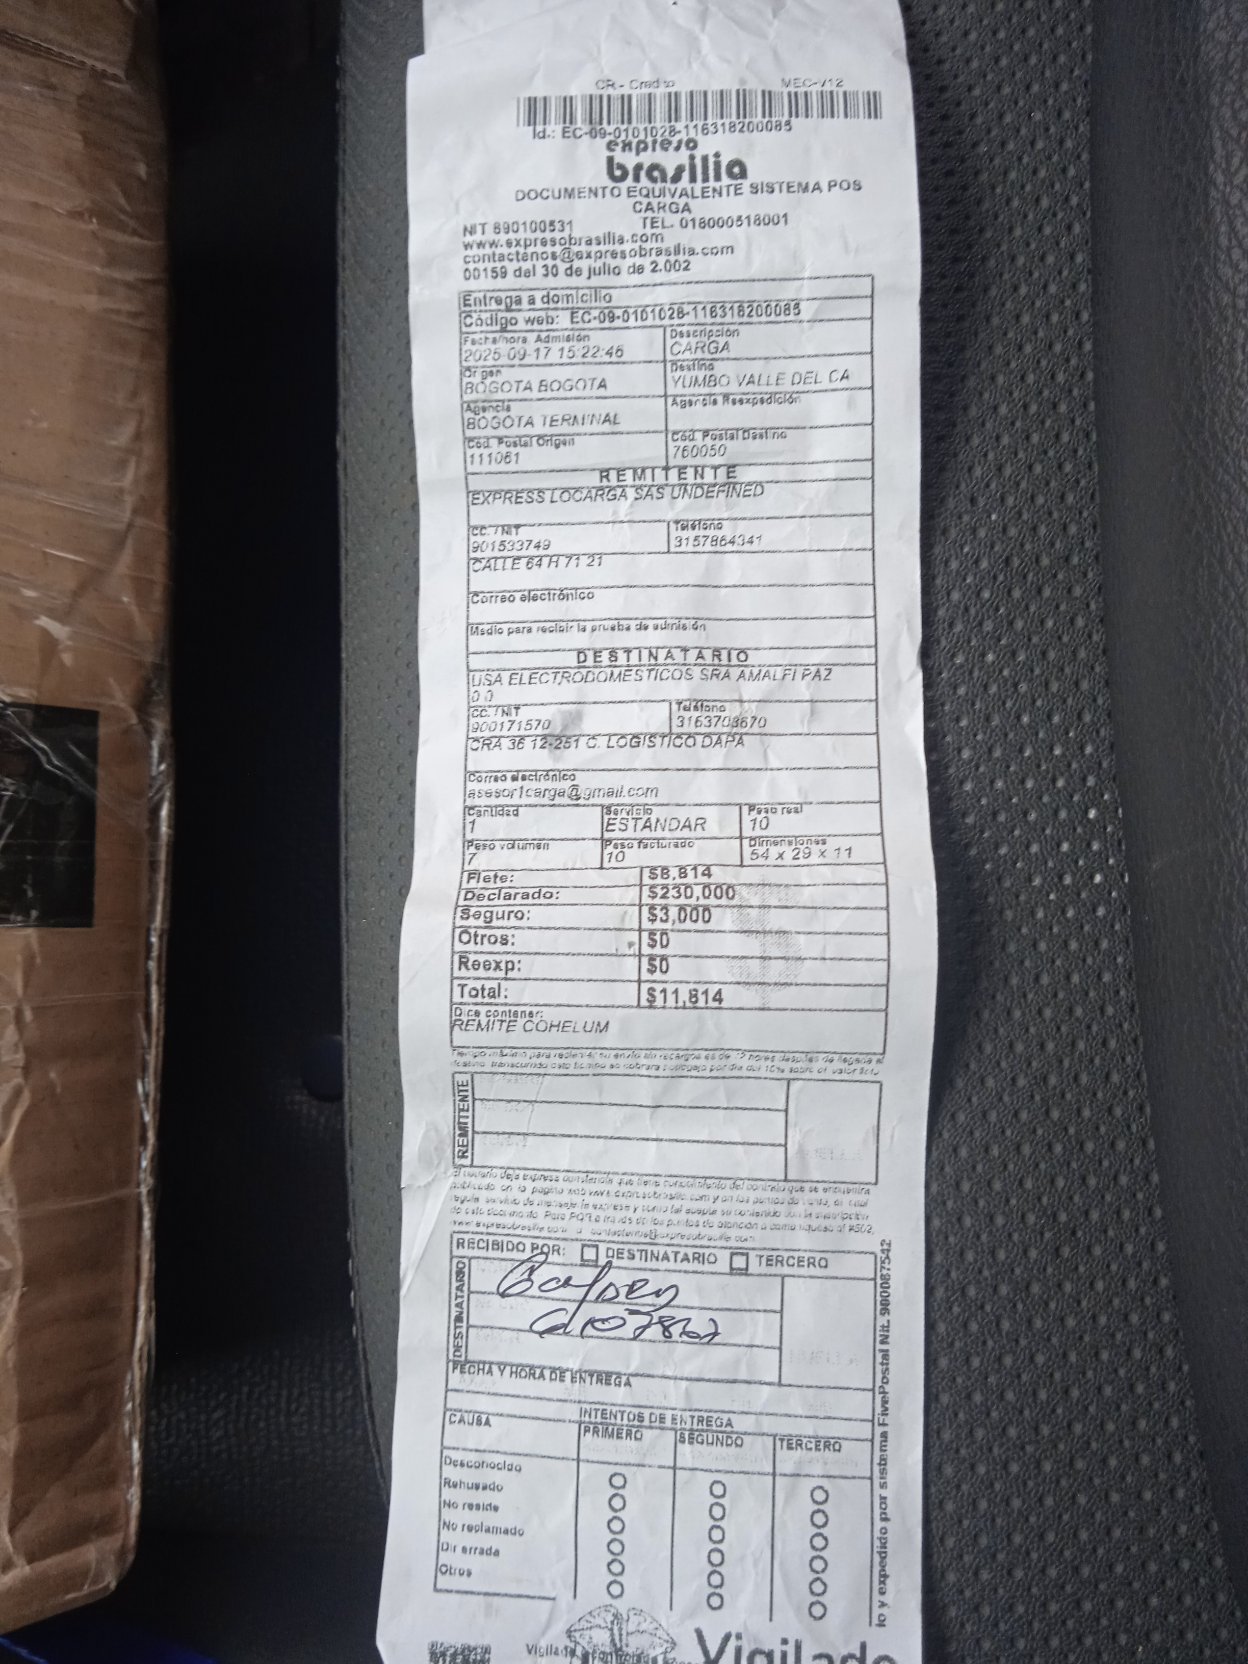 CR - Credito MEC-V12
Id.: EC-09-0101028-116318200085
expreso
brasilia
DOCUMENTO EQUIVALENTE SISTEMA POS
CARGA
NIT 890100531 TEL. 018000518001
www.expresobrasilia.com
contactenos@expresobrasilia.com
00159 del 30 de julio de 2.002
Entrega a domicilio
Código web: EC-09-0101028-116318200085
Fecha/hora Admisión Descripción
2025-09-17 15:22:46 CARGA
Origen Destino
BOGOTA BOGOTA YUMBO VALLE DEL CA
Agencia Agencia Reexpedición
BOGOTA TERMINAL
Cód. Postal Origen Cód. Postal Destino
111061 760050
REMITENTE
EXPRESS LOCARGA SAS UNDEFINED
CC. / NIT Teléfono
901533749 3157864341
CALLE 64 H 71 21
Correo electrónico
Medio para recibir la prueba de admisión
DESTINATARIO
USA ELECTRODOMESTICOS SRA AMALFI PAZ
0 0
CC. / NIT Teléfono
900171570 3163703670
CRA 36 12-251 C. LOGISTICO DAPA
Correo electrónico
asesor1carga@gmail.com
Cantidad Servicio Peso real
1 ESTANDAR 10
Peso volumen Peso facturado Dimensiones
7 10 54 x 29 x 11
Flete: $8,814
Declarado: $230,000
Seguro: $3,000
Otros: $0
Reexp: $0
Total: $11,814
Dice contener:
REMITE COHELUM
REMITENTE
RECIBIDO POR: DESTINATARIO TERCERO
DESTINATARIO
FECHA Y HORA DE ENTREGA
INTENTOS DE ENTREGA
CAUSA PRIMERO SEGUNDO TERCERO
Desconocido
Rehusado
No reside
No reclamado
Dir errada
Otros
io y expedido por sistema FivePostal Nit. 900087542
Vigilado